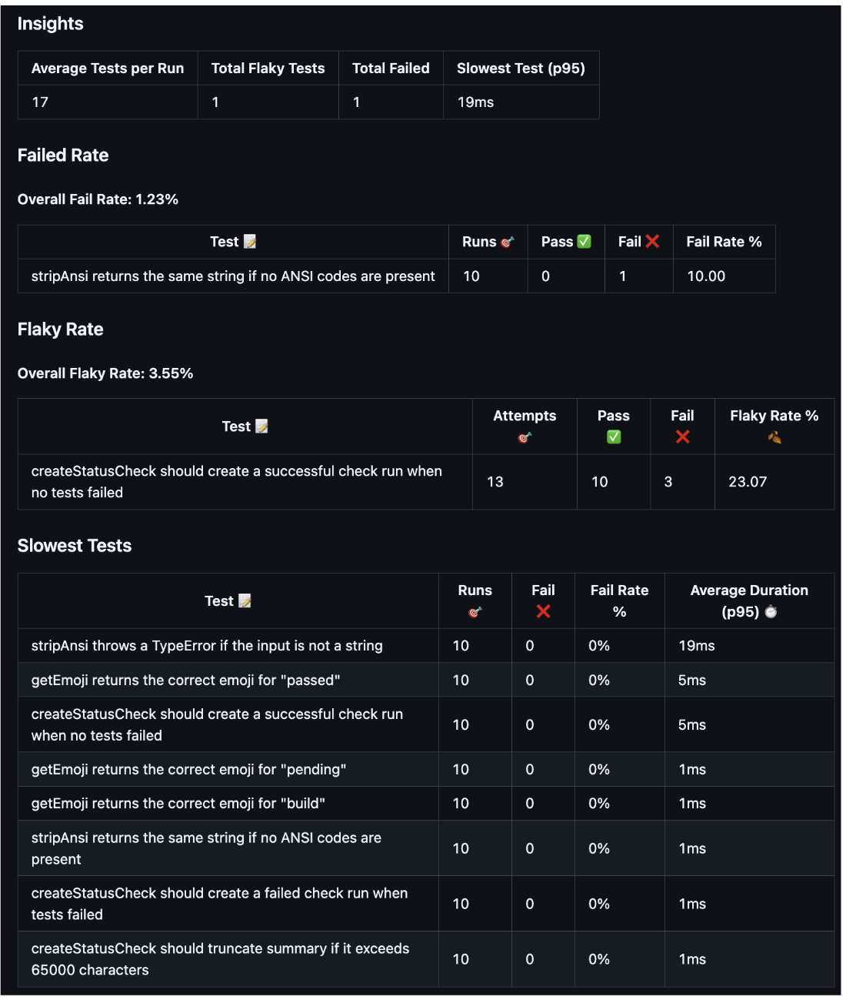 Insights
Average Tests per Run Total Flaky Tests Total Failed Slowest Test (p95)
17 1 1 19ms
Failed Rate
Overall Fail Rate: 1.23%
Test 📝 Runs 🎯 Pass ✅ Fail ❌ Fail Rate %
stripAnsi returns the same string if no ANSI codes are present 10 0 1 10.00
Flaky Rate
Overall Flaky Rate: 3.55%
Test 📝 Attempts 🎯 Pass ✅ Fail ❌ Flaky Rate % 🍂
createStatusCheck should create a successful check run when
no tests failed 13 10 3 23.07
Slowest Tests
Test 📝 Runs 🎯 Fail ❌ Fail Rate % Average Duration (p95) ⏱️
stripAnsi throws a TypeError if the input is not a string 10 0 0% 19ms
getEmoji returns the correct emoji for "passed" 10 0 0% 5ms
createStatusCheck should create a successful check run
when no tests failed 10 0 0% 5ms
getEmoji returns the correct emoji for "pending" 10 0 0% 1ms
getEmoji returns the correct emoji for "build" 10 0 0% 1ms
stripAnsi returns the same string if no ANSI codes are
present 10 0 0% 1ms
createStatusCheck should create a failed check run when
tests failed 10 0 0% 1ms
createStatusCheck should truncate summary if it exceeds
65000 characters 10 0 0% 1ms